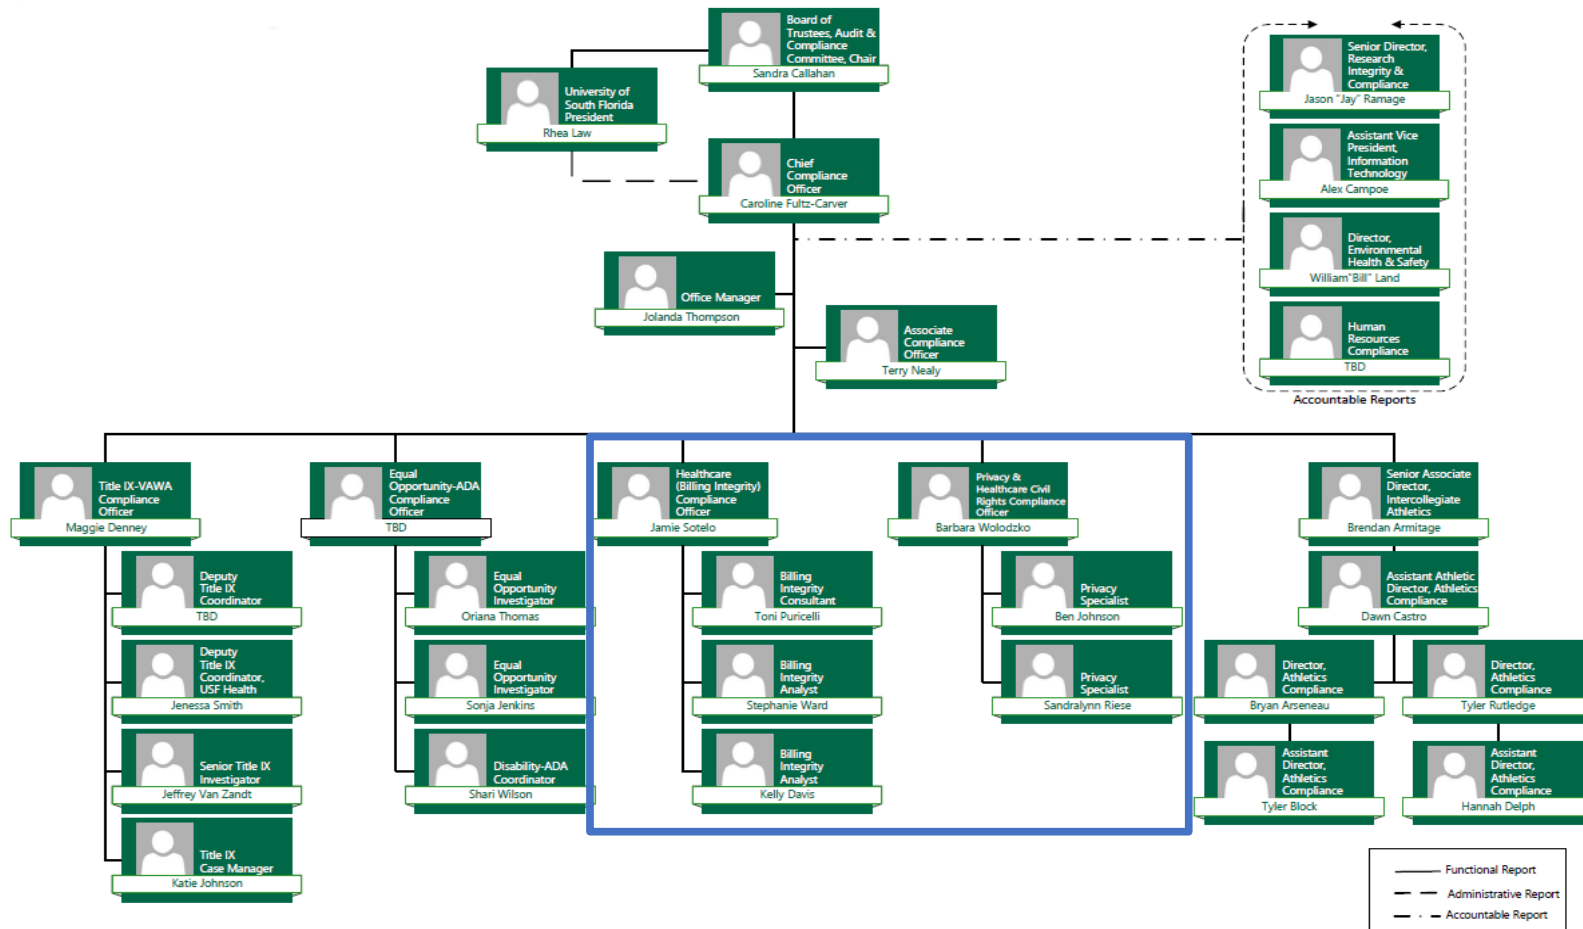 Board of
Trustees, Audit &
Compliance
Committee, Chair
Sandra Callahan
University of
South Florida
President
Rhea Law
Chief
Compliance
Officer
Caroline Fultz-Carver
Senior Director,
Research
Integrity &
Compliance
Jason "Jay" Ramage
Assistant Vice
President,
Information
Technology
Alex Campoe
Director,
Environmental
Health & Safety
William"Bill" Land
Human
Resources
Compliance
TBD
Accountable Reports
Office Manager
Jolanda Thompson
Associate
Compliance
Officer
Terry Nealy
Title IX-VAWA
Compliance
Officer
Maggie Denney
Deputy
Title IX
Coordinator
TBD
Deputy
Title IX
Coordinator,
USF Health
Jenessa Smith
Senior Title IX
Investigator
Jeffrey Van Zandt
Title IX
Case Manager
Katie Johnson
Equal
Opportunity-ADA
Compliance
Officer
TBD
Equal
Opportunity
Investigator
Oriana Thomas
Equal
Opportunity
Investigator
Sonja Jenkins
Disability-ADA
Coordinator
Shari Wilson
Healthcare
(Billing Integrity)
Compliance
Officer
Jamie Sotelo
Billing
Integrity
Consultant
Toni Puricelli
Billing
Integrity
Analyst
Stephanie Ward
Billing
Integrity
Analyst
Kelly Davis
Privacy &
Healthcare Civil
Rights Compliance
Officer
Barbara Wolodzko
Privacy
Specialist
Ben Johnson
Privacy
Specialist
Sandralynn Riese
Senior Associate
Director,
Intercollegiate
Athletics
Brendan Armitage
Assistant Athletic
Director, Athletics
Compliance
Dawn Castro
Director,
Athletics
Compliance
Bryan Arseneau
Director,
Athletics
Compliance
Tyler Rutledge
Assistant
Director,
Athletics
Compliance
Tyler Block
Assistant
Director,
Athletics
Compliance
Hannah Delph
Functional Report
Administrative Report
Accountable Report